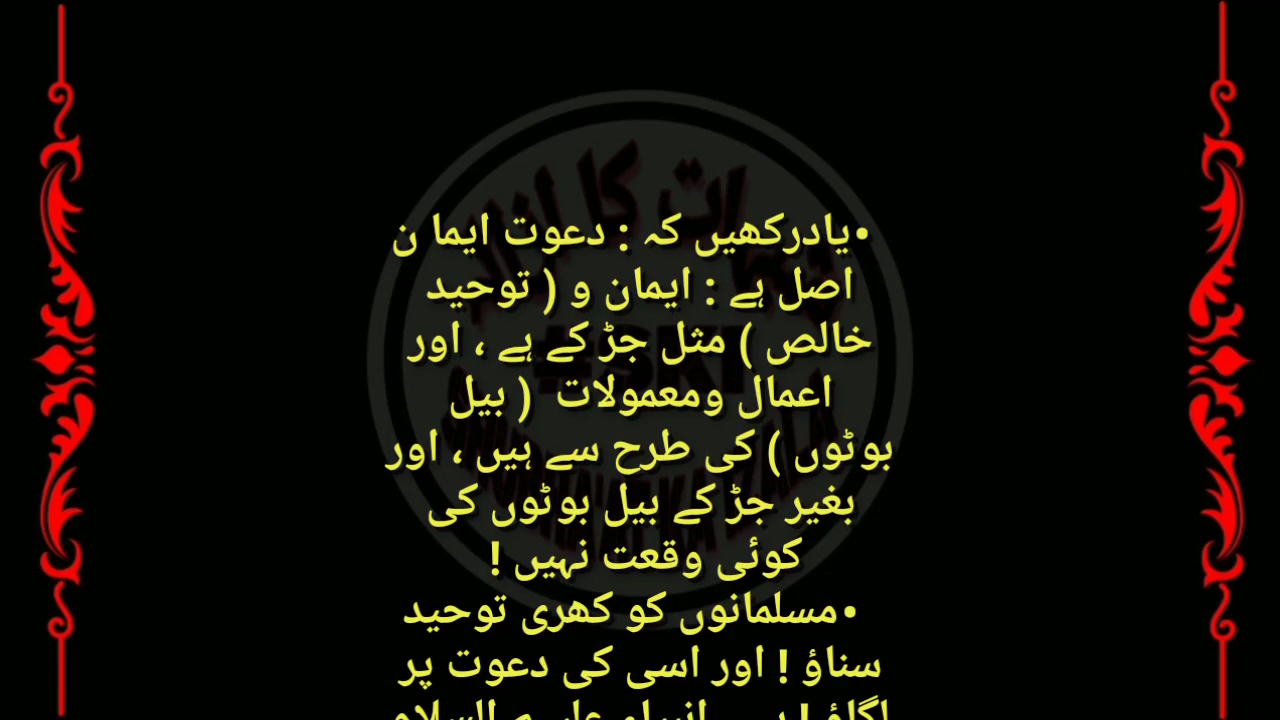 •یادرکھیں کہ : دعوت ایما ن
اصل ہے : ایمان و ( توحید
خالص ) مثل جڑ کے ہے ، اور
اعمال ومعمولات ( بیل
بوٹوں ) کی طرح سے ہیں ، اور
بغیر جڑ کے بیل بوٹوں کی
کوئی وقعت نہیں !
•مسلمانوں کو کھری توحید
سناؤ ! اور اسی کی دعوت پر
لگاؤ !